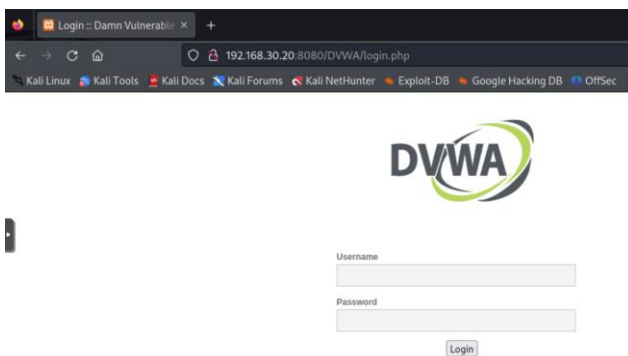 Login :: Damn Vulnerable
192.168.30.20:8080/DVWA/login.php
Kali Linux Kali Tools Kali Docs Kali Forums Kali NetHunter Exploit-DB Google Hacking DB OffSec
DVWA
Username
Password
Login